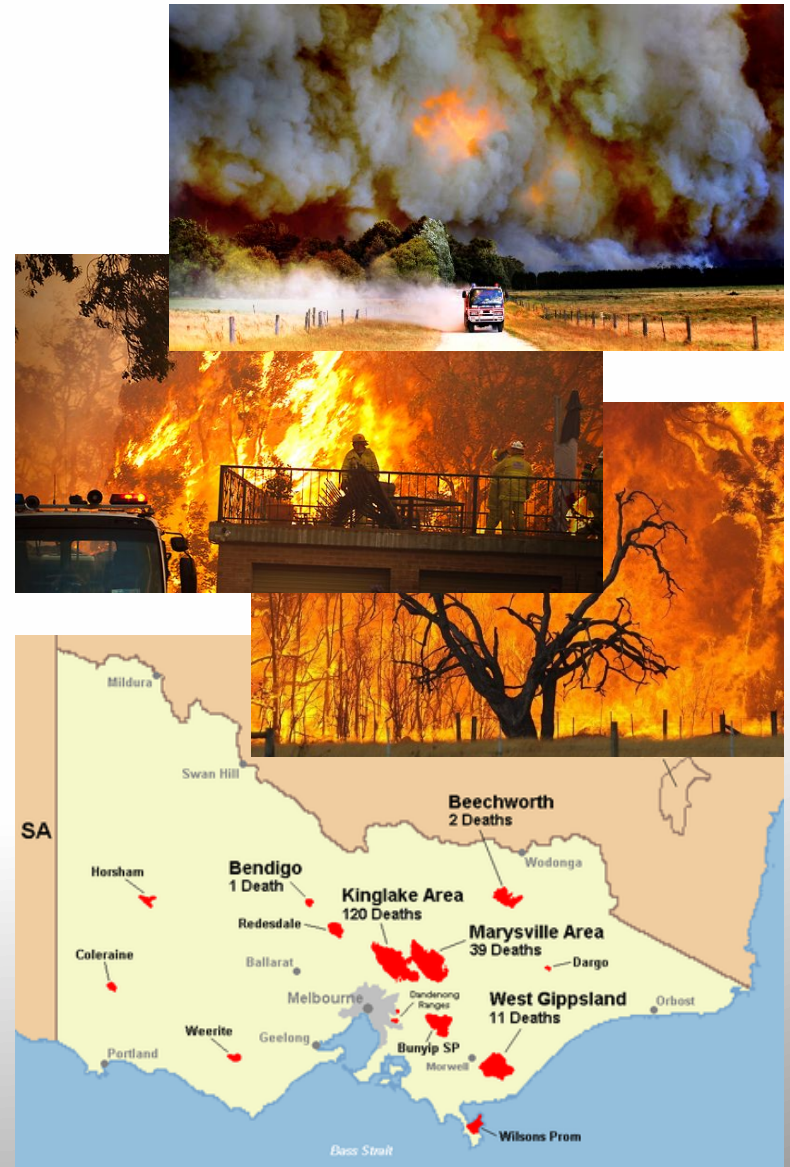 Mildura
Swan Hill
SA
Beechworth
2 Deaths
Wodonga
Horsham
Bendigo
1 Death
Kinglake Area
120 Deaths
Redesdale
Marysville Area
39 Deaths
Coleraine
Ballarat
Dargo
Melbourne
Dandenong
Ranges
West Gippsland
11 Deaths
Orbost
Weerite
Geelong
Bunyip SP
Portland
Morwell
Wilsons Prom
Bass Strait